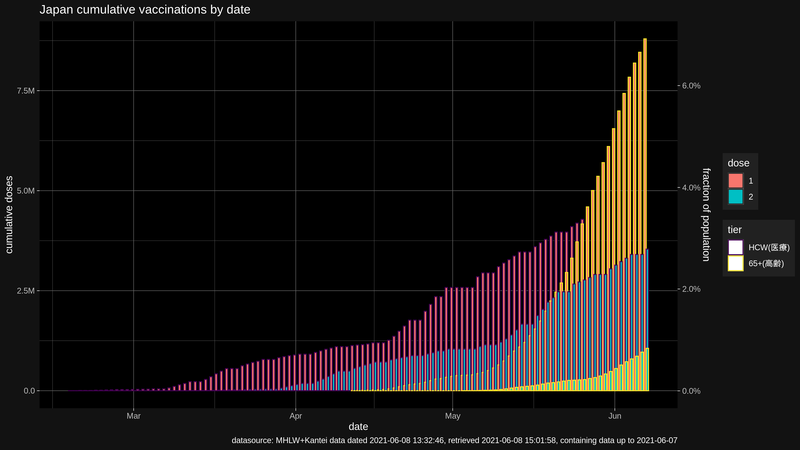 Japan cumulative vaccinations by date
cumulative doses
7.5M
5.0M
2.5M
0.0
6.0%
4.0%
2.0%
0.0%
fraction of population
Mar
Apr
May
Jun
date
dose
1
2
tier
HCW(医療)
65+(高齢)
datasource: MHLW+Kantei data dated 2021-06-08 13:32:46, retrieved 2021-06-08 15:01:58, containing data up to 2021-06-07